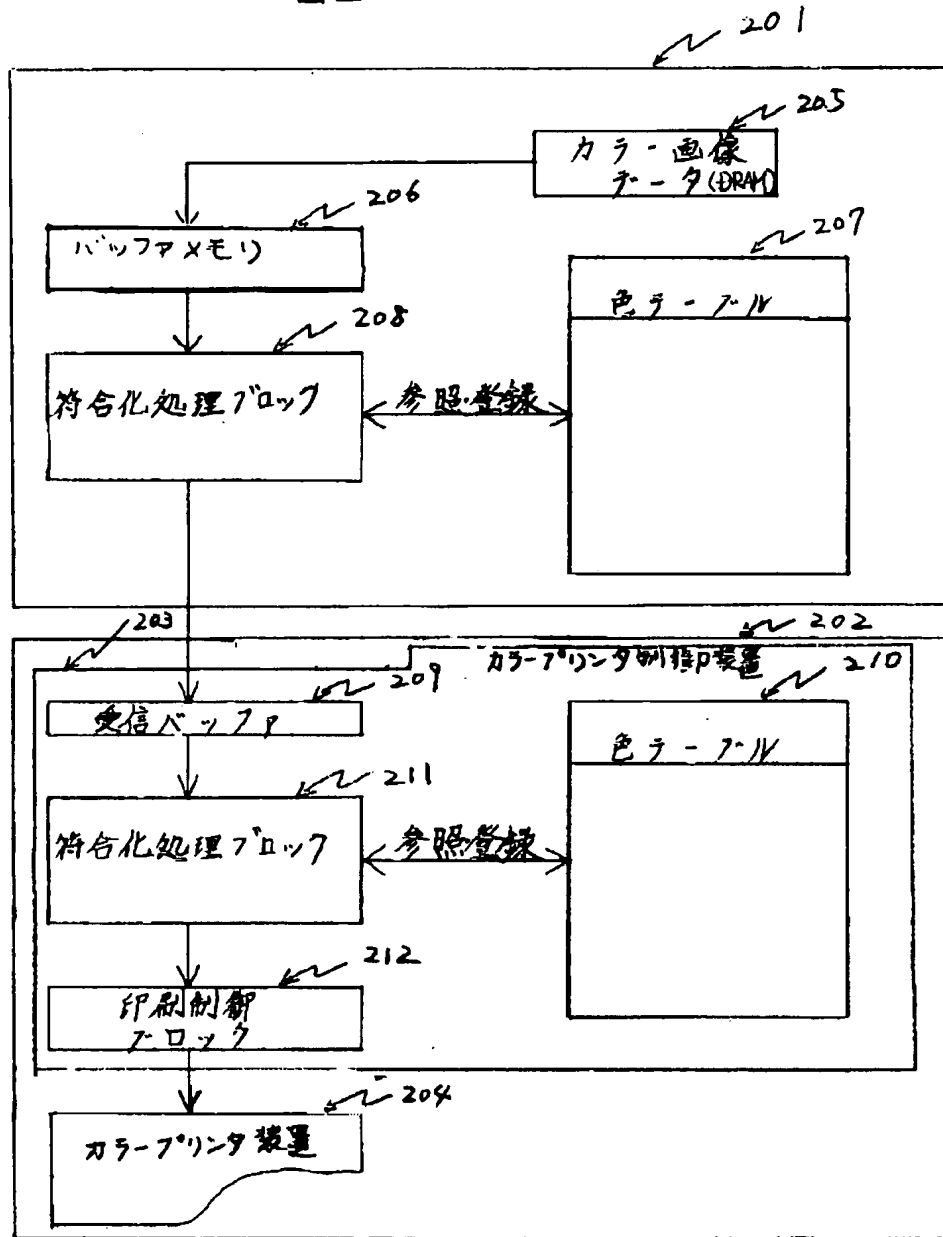 201
205
カラー画像
データ(DRAM)
206
バッファメモリ
207
色テーブル
208
符合化処理ブロック
参照・登録
203
202
カラープリンタ制御装置
209
受信バッファ
210
色テーブル
211
符合化処理ブロック
参照登録
212
印刷制御
ブロック
204
カラープリンタ装置